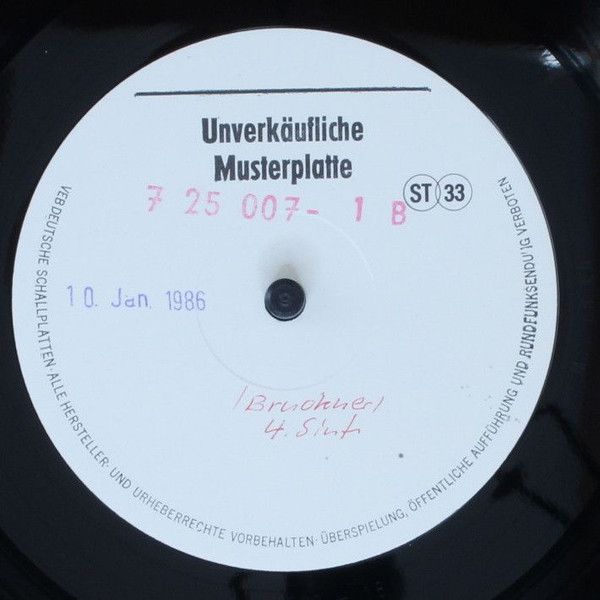 Unverkäufliche
Musterplatte
7 25 007- 1 B
ST 33
10. Jan. 1986
/Bruckner/
4. Sinf.
VEB DEUTSCHE SCHALLPLATTEN · ALLE HERSTELLER- UND URHEBERRECHTE VORBEHALTEN · ÜBERSPIELUNG, ÖFFENTLICHE AUFFÜHRUNG UND RUNDFUNKSENDUNG VERBOTEN